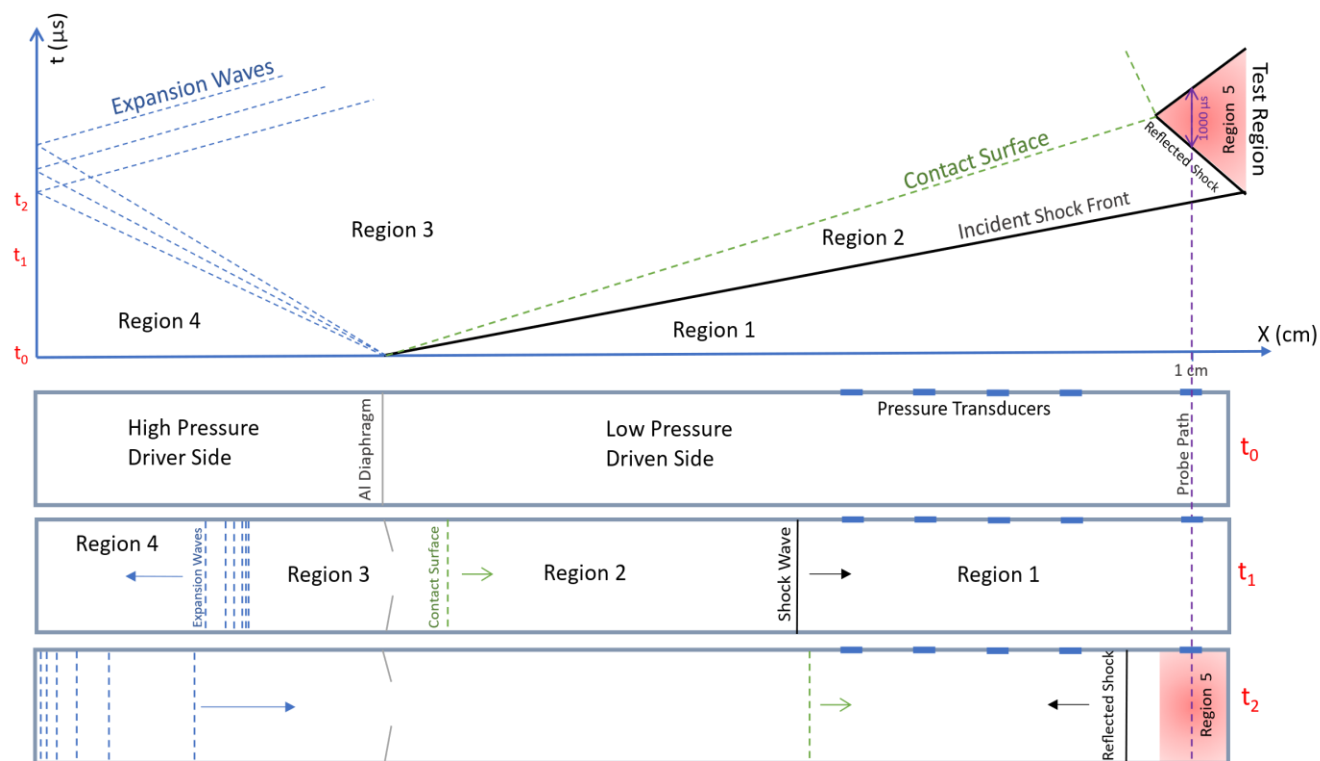 t (μs)
Expansion Waves
Contact Surface
Incident Shock Front
Reflected Shock
1000 μs
Region 5
Test Region
Region 3
Region 2
Region 4
Region 1
t2
t1
t0
X (cm)
1 cm
High Pressure
Driver Side
Al Diaphragm
Low Pressure
Driven Side
Pressure Transducers
Probe Path
t0
Region 4
Expansion Waves
Region 3
Contact Surface
Region 2
Shock Wave
Region 1
t1
Reflected Shock
Region 5
t2